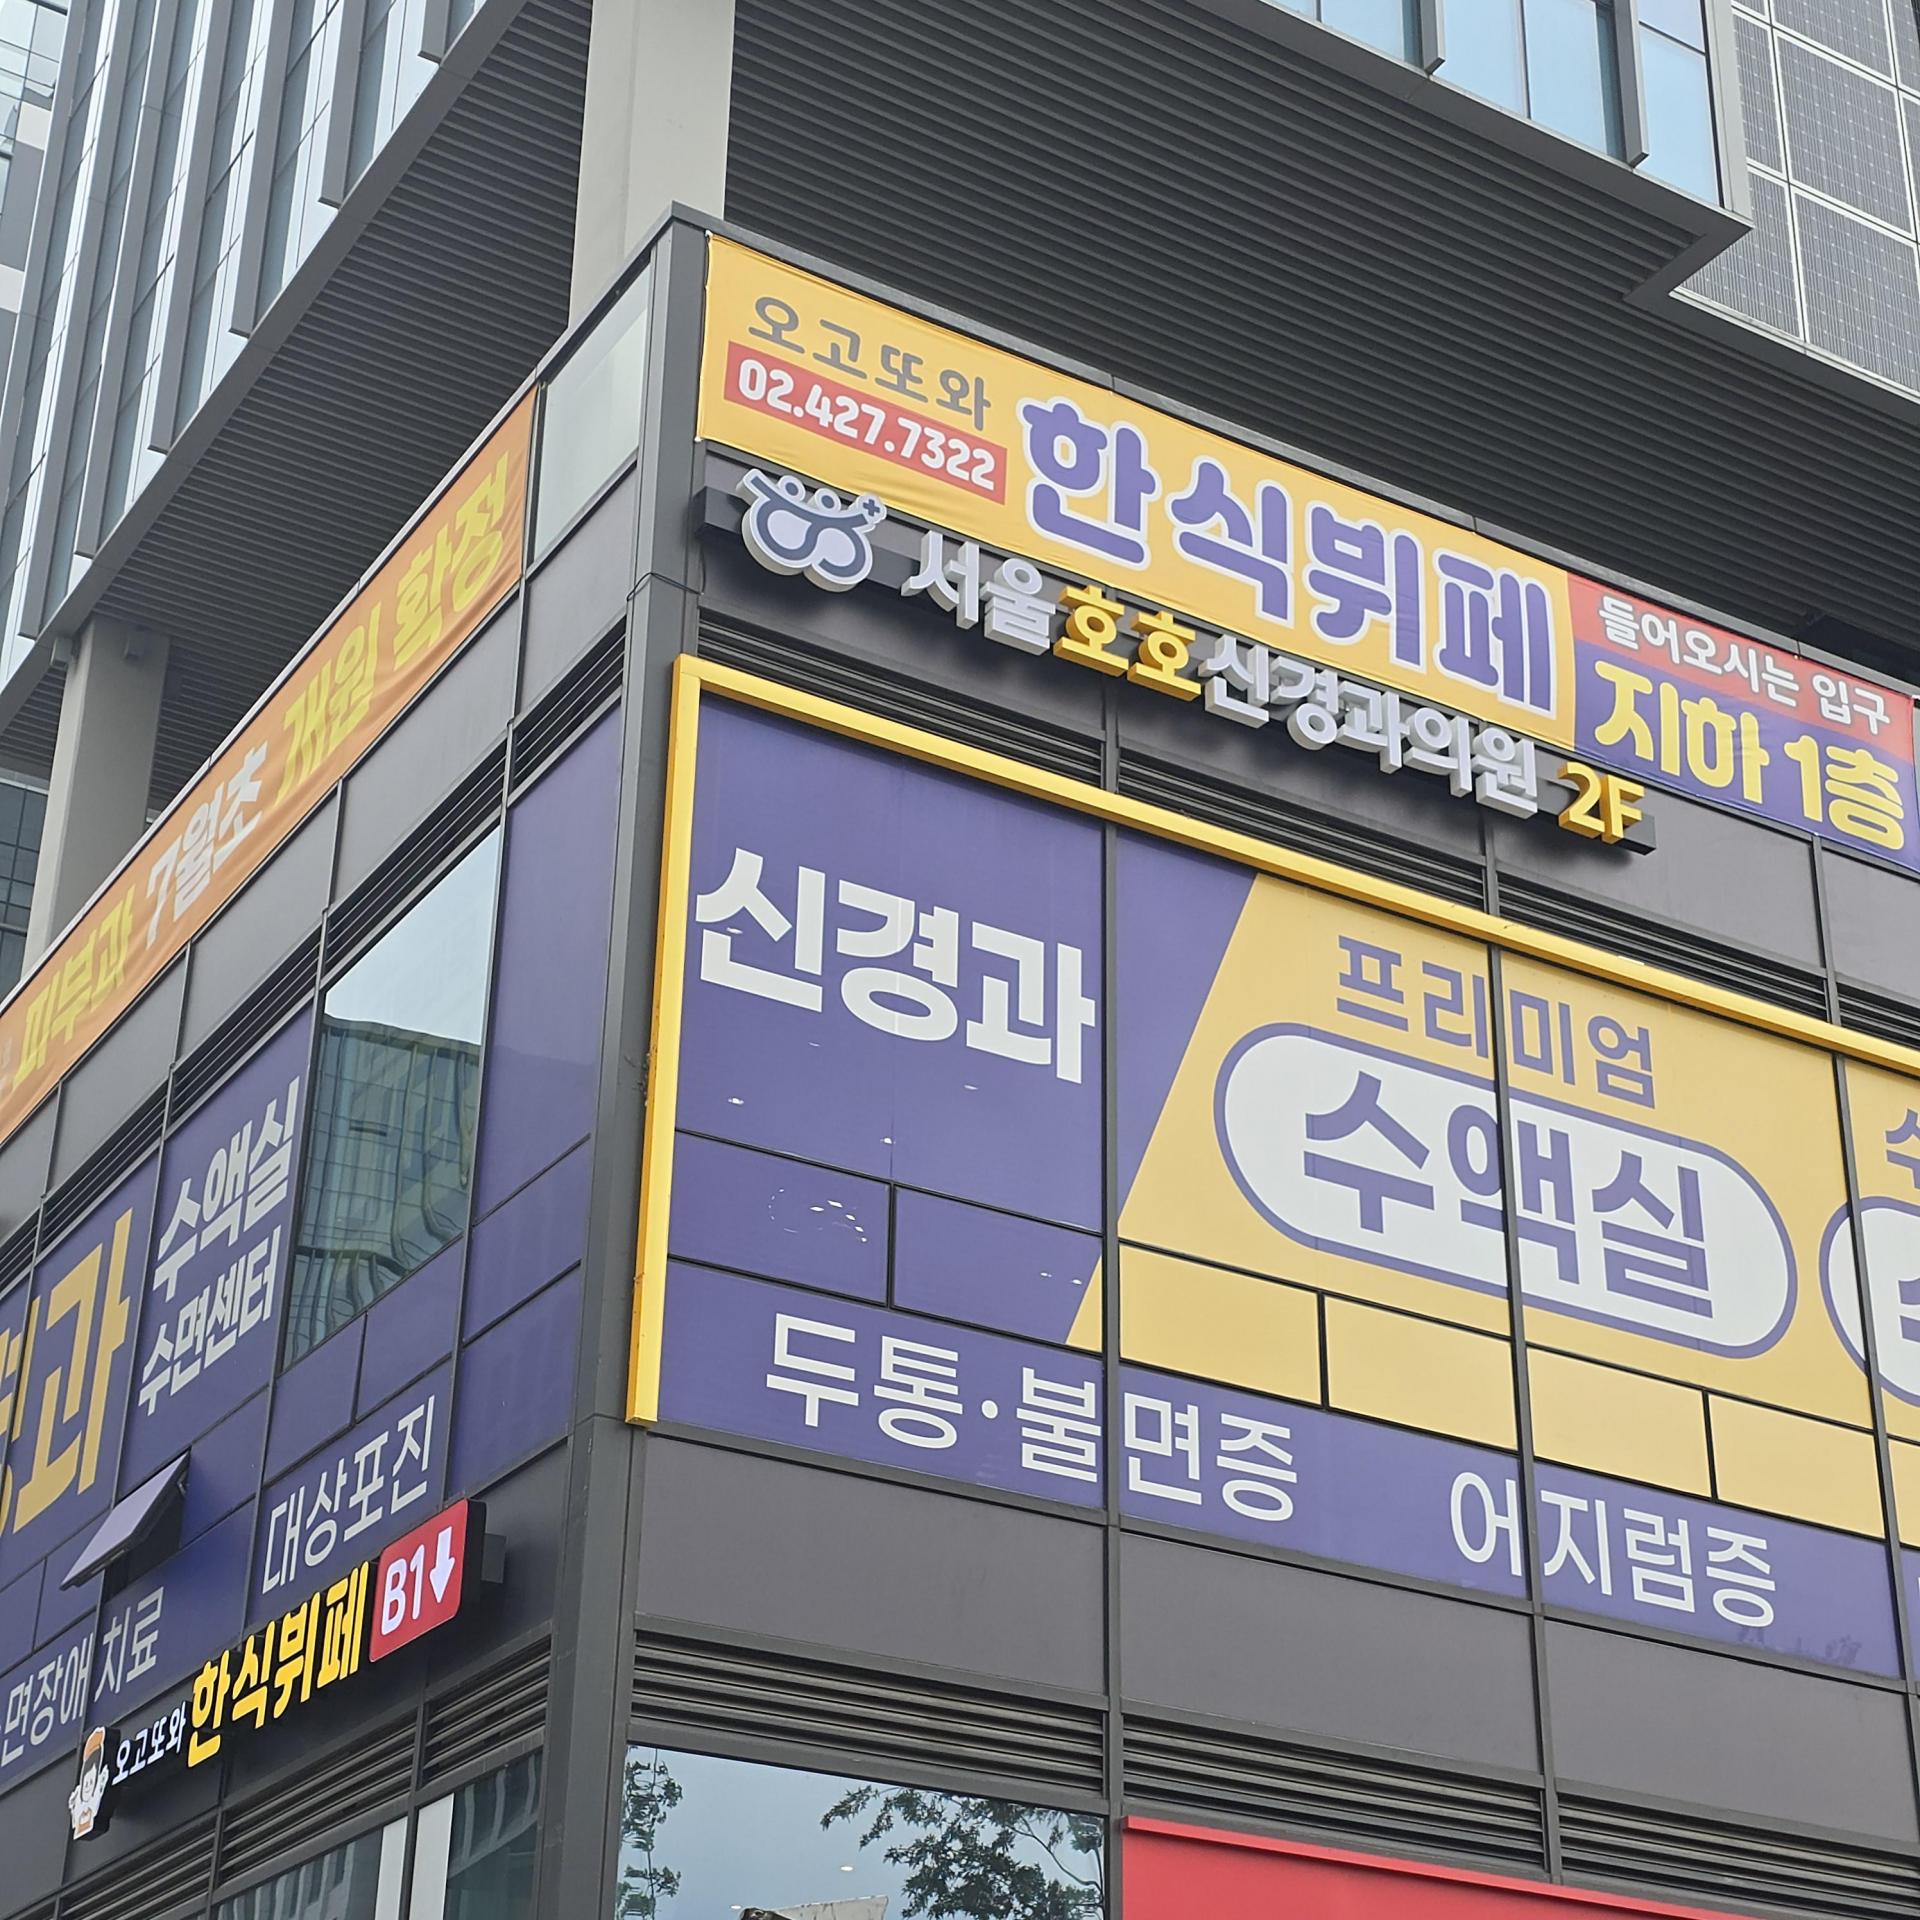 오고또와
02.427.7322
한식뷔페
들어오시는 입구
지하 1층
서울호호신경과의원 2F
신경과
프리미엄
수액실
두통·불면증
어지럼증
피부과 7월초 개원 확정
수액실
수면센터
대상포진
면장애 치료
오고또와 한식뷔페 B1↓